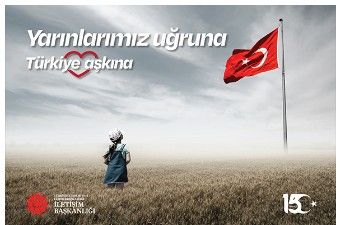 Yarınlarımız uğruna
Türkiye aşkına
İLETİŞİM
BAŞKANLIĞI
15